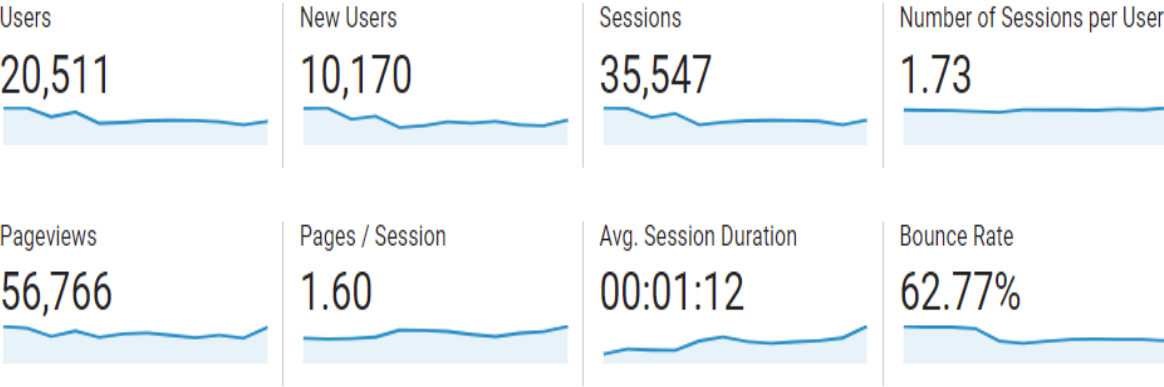 Users
New Users
Sessions
Number of Sessions per User
20,511
10,170
35,547
1.73
Pageviews
Pages / Session
Avg. Session Duration
Bounce Rate
56,766
1.60
00:01:12
62.77%